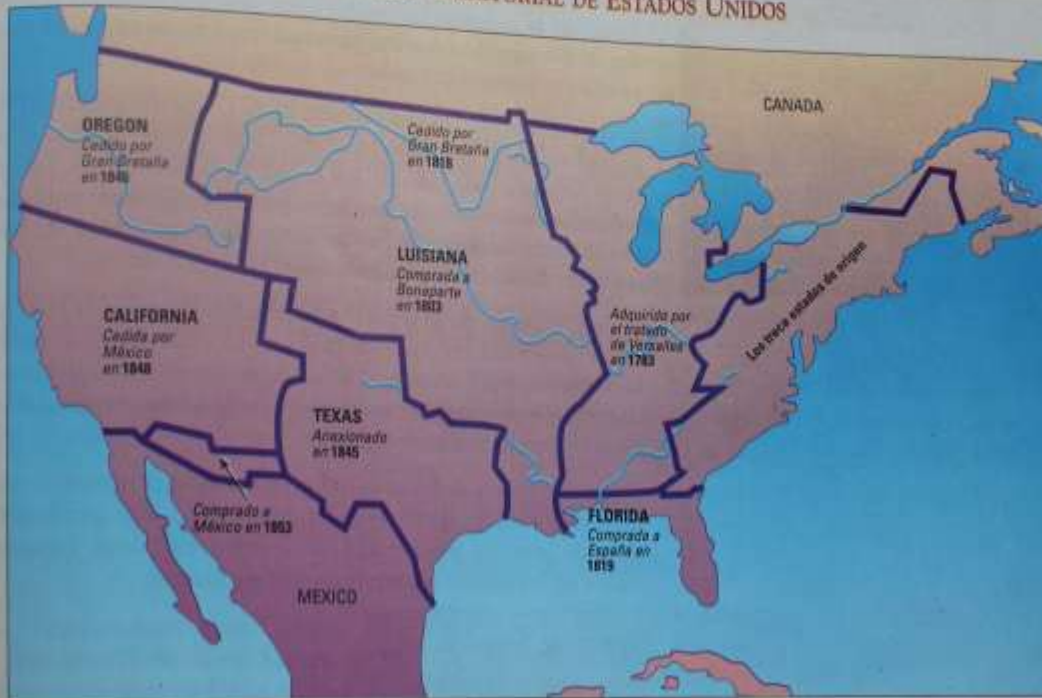 TERRITORIAL DE ESTADOS UNIDOS
CANADA
OREGON
Cedido por
Gran Bretaña
en 1846
Cedido por
Gran Bretaña
en 1818
LUISIANA
Comprada a
Bonaparte
en 1803
CALIFORNIA
Cedida por
México
en 1848
Adquirido por
el tratado
de Versalles
en 1783
Los trece estados de origen
TEXAS
Anexionado
en 1845
Comprado a
México en 1853
FLORIDA
Comprada a
España en
1819
MEXICO